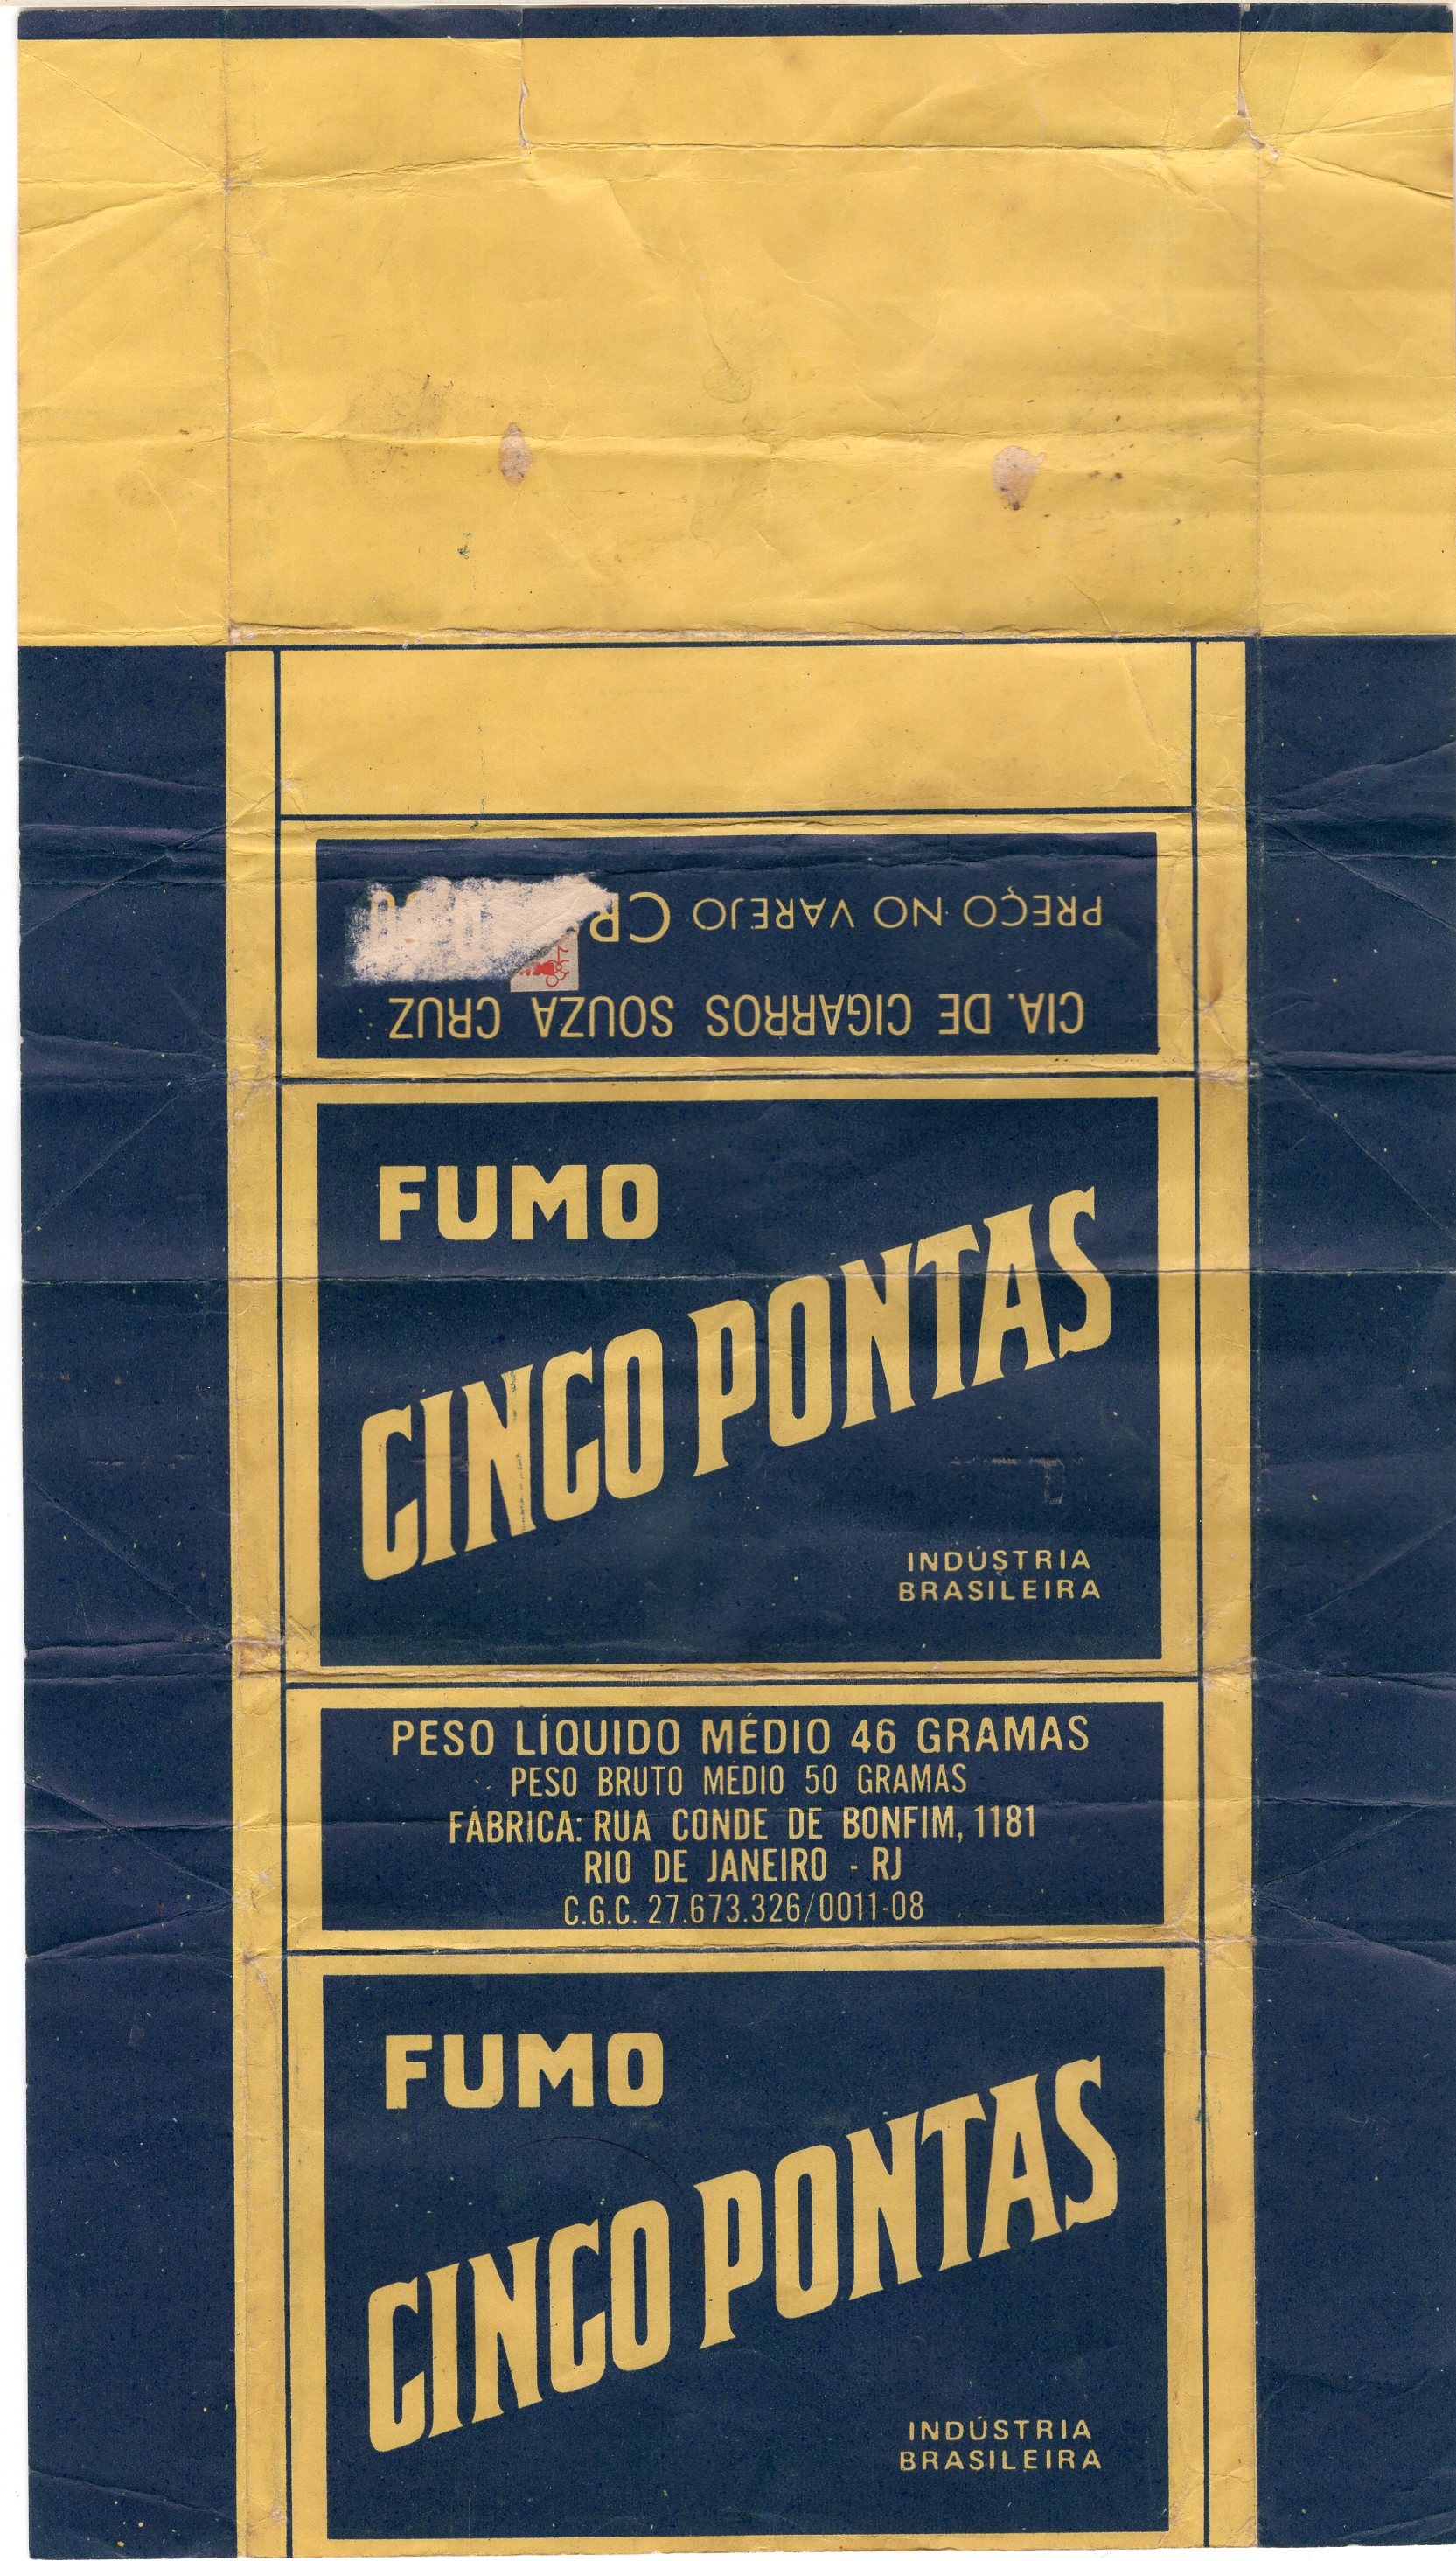 PREÇO NO VAREJO CR
CIA. DE CIGARROS SOUZA CRUZ
FUMO
CINCO PONTAS
INDÚSTRIA
BRASILEIRA
PESO LÍQUIDO MÉDIO 46 GRAMAS
PESO BRUTO MÉDIO 50 GRAMAS
FÁBRICA: RUA CONDE DE BONFIM, 1181
RIO DE JANEIRO - RJ
C.G.C. 27.673.326/0011-08
FUMO
CINCO PONTAS
INDÚSTRIA
BRASILEIRA